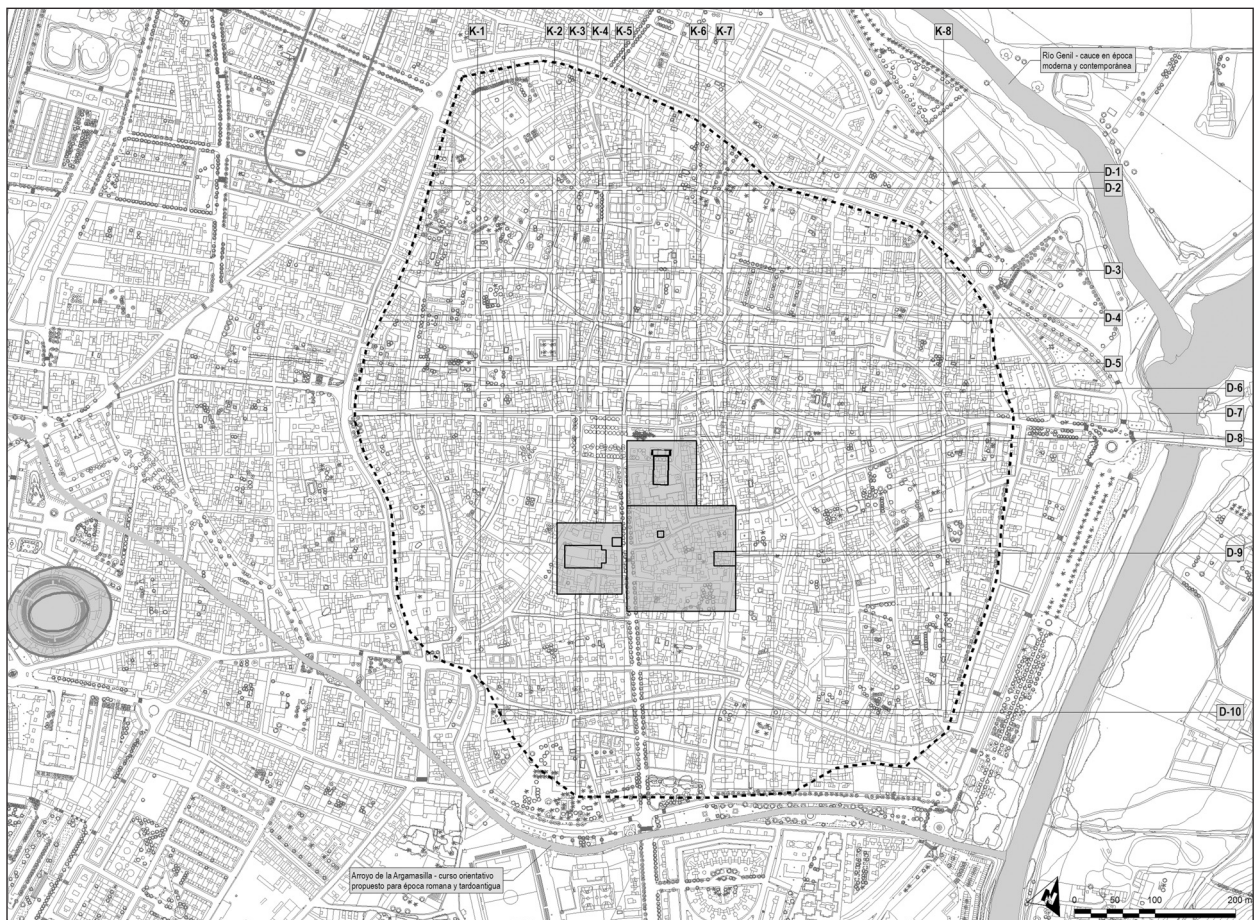 K-1
K-2
K-3
K-4
K-5
K-6
K-7
K-8
Río Genil - cauce en época
moderna y contemporánea
D-1
D-2
D-3
D-4
D-5
D-6
D-7
D-8
D-9
D-10
Arroyo de la Argamasilla - curso orientativo
propuesto para época romana y tardoantigua
N
0 100 200 m